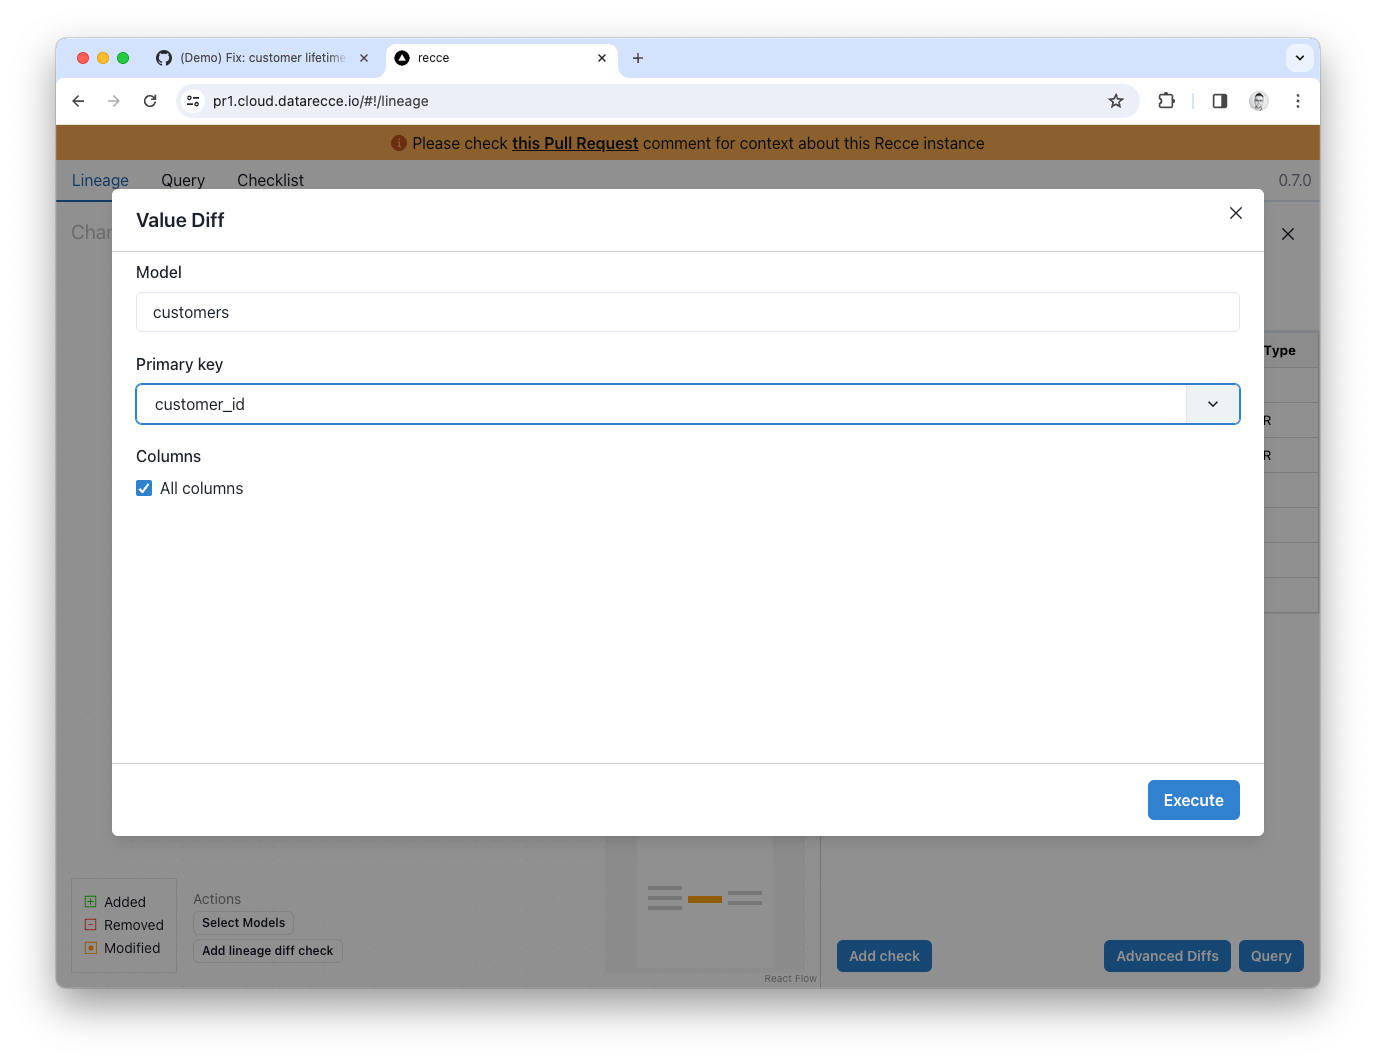 (Demo) Fix: customer lifetime
recce
pr1.cloud.datarecce.io/#!/lineage
Please check this Pull Request comment for context about this Recce instance
Lineage Query Checklist 0.7.0
Value Diff
Model
customers
Primary key
customer_id
Type
R
R
Columns
All columns
Execute
Added
Removed
Modified
Actions
Select Models
Add lineage diff check
React Flow
Add check
Advanced Diffs
Query